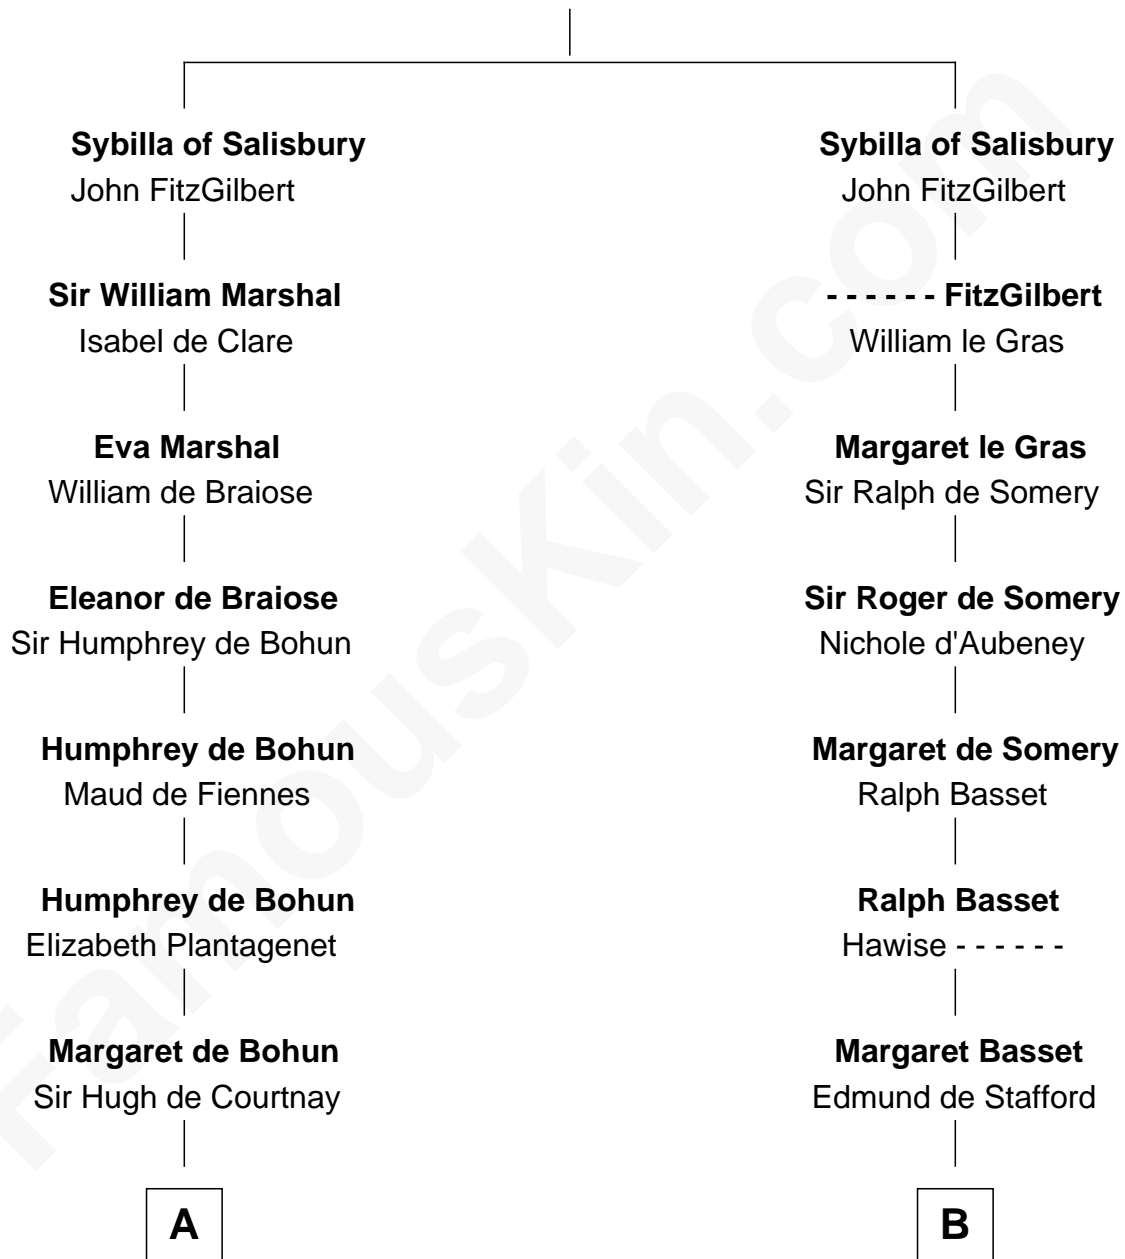 Sybilla of Salisbury
John FitzGilbert
Sir William Marshal
Isabel de Clare
Eva Marshal
William de Braiose
Eleanor de Braiose
Sir Humphrey de Bohun
Humphrey de Bohun
Maud de Fiennes
Humphrey de Bohun
Elizabeth Plantagenet
Margaret de Bohun
Sir Hugh de Courtnay
A
Sybilla of Salisbury
John FitzGilbert
- - - - - - FitzGilbert
William le Gras
Margaret le Gras
Sir Ralph de Somery
Sir Roger de Somery
Nichole d'Aubeney
Margaret de Somery
Ralph Basset
Ralph Basset
Hawise - - - - - -
Margaret Basset
Edmund de Stafford
B
FamousKin.com